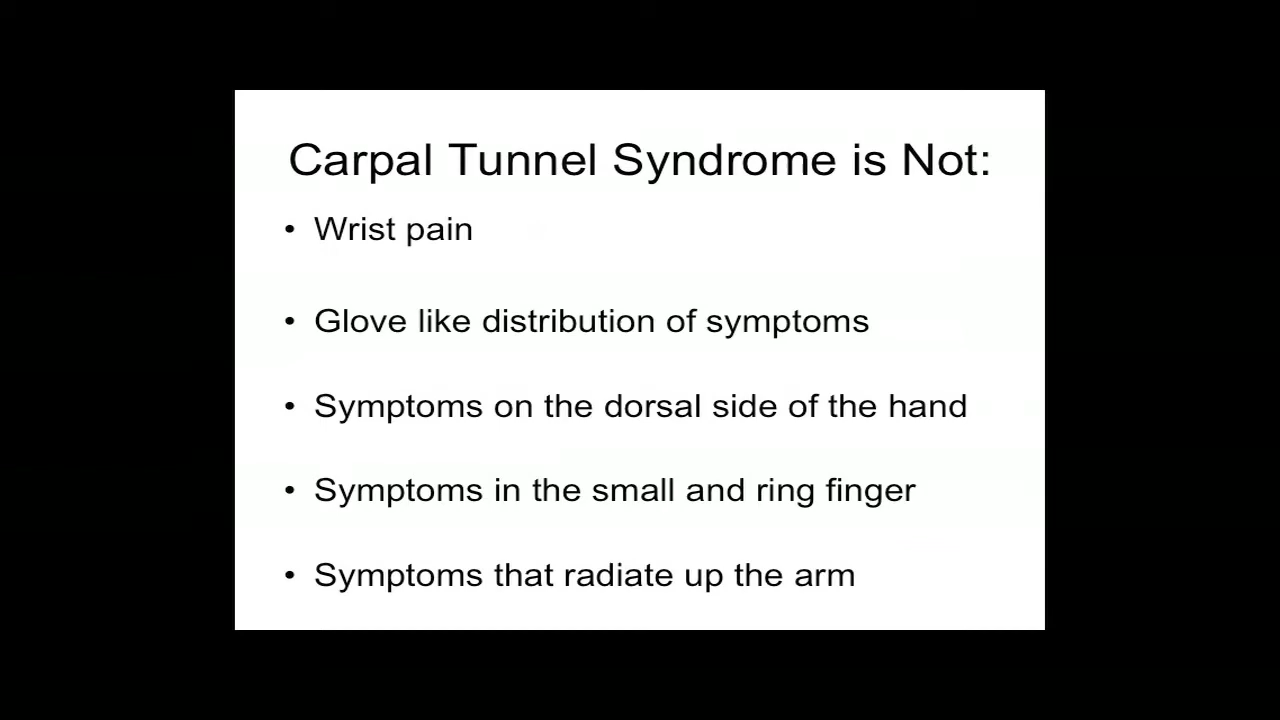 Carpal Tunnel Syndrome is Not:
• Wrist pain
• Glove like distribution of symptoms
• Symptoms on the dorsal side of the hand
• Symptoms in the small and ring finger
• Symptoms that radiate up the arm